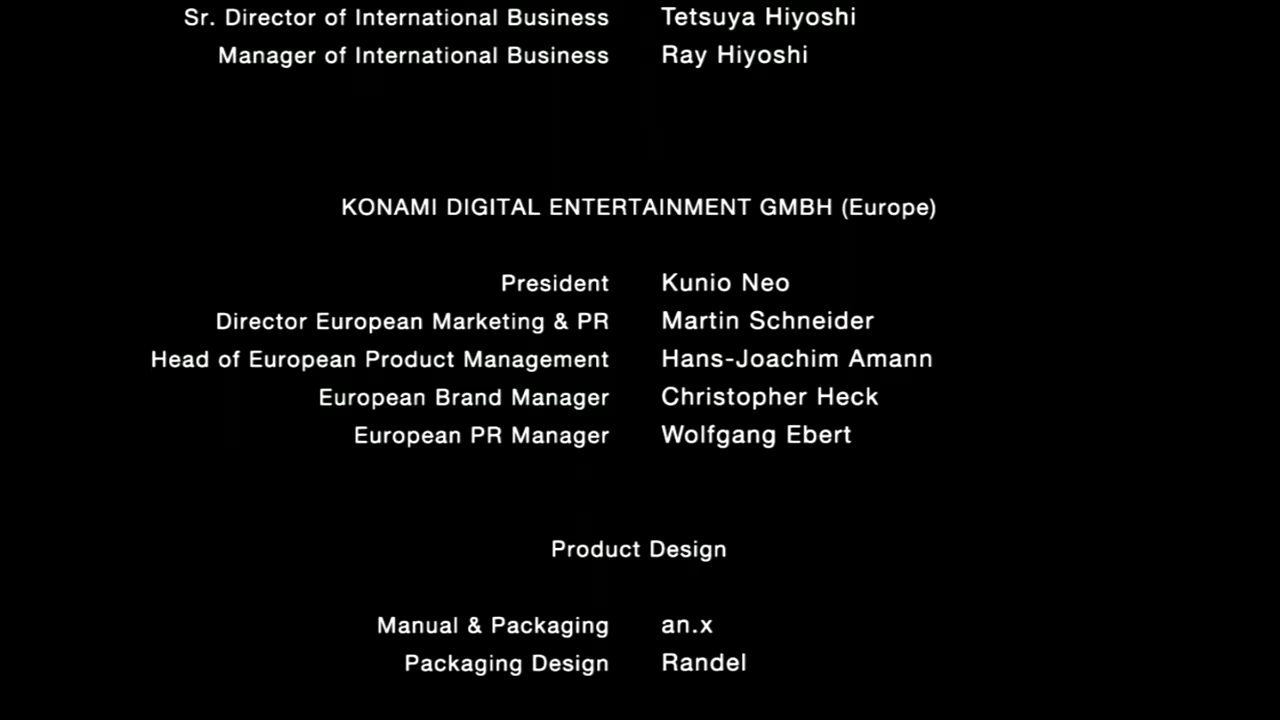 Sr. Director of International Business Tetsuya Hiyoshi
Manager of International Business Ray Hiyoshi
KONAMI DIGITAL ENTERTAINMENT GMBH (Europe)
President Kunio Neo
Director European Marketing & PR Martin Schneider
Head of European Product Management Hans-Joachim Amann
European Brand Manager Christopher Heck
European PR Manager Wolfgang Ebert
Product Design
Manual & Packaging an.x
Packaging Design Randel